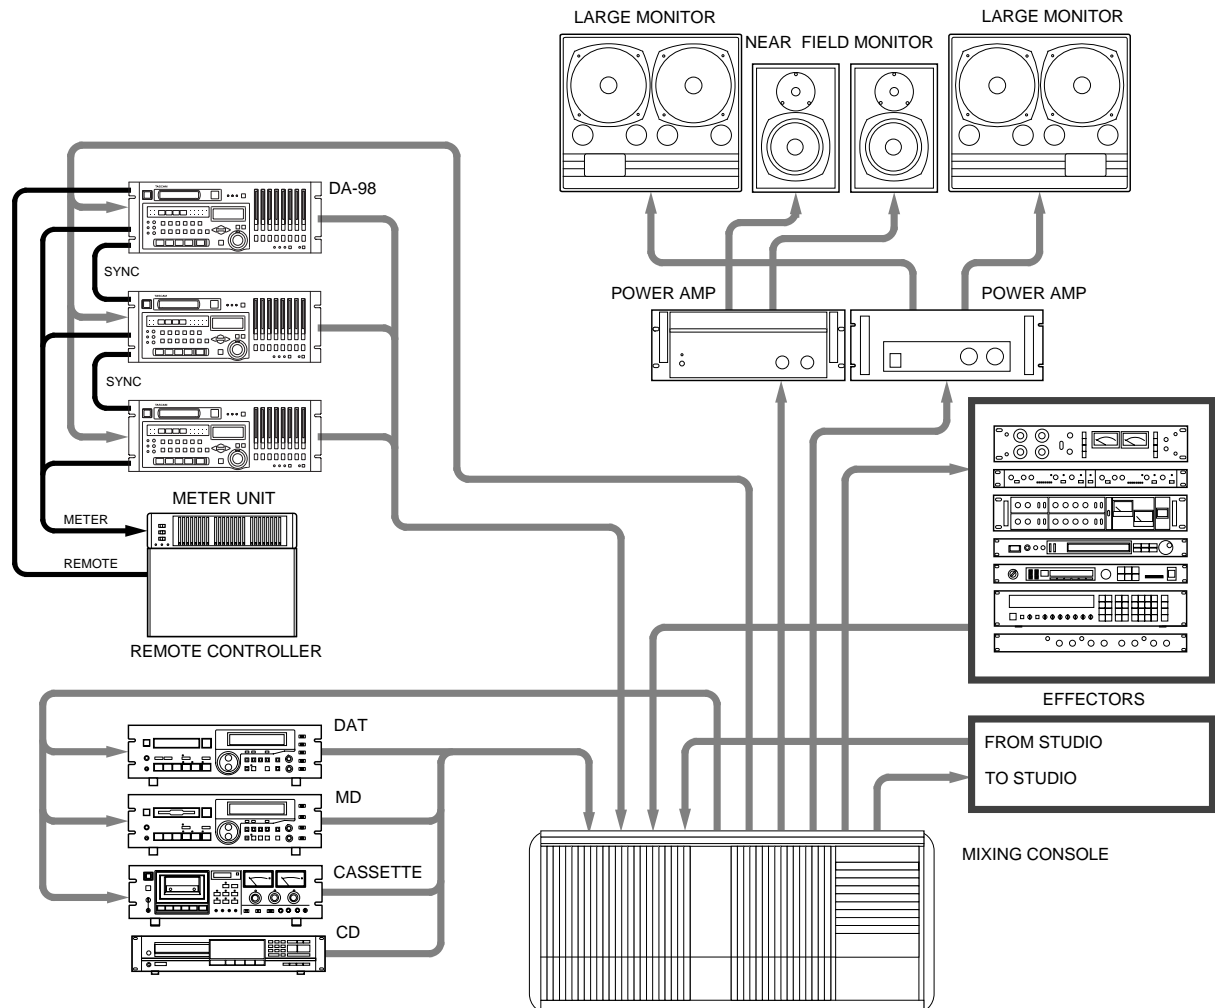 LARGE MONITOR
LARGE MONITOR
NEAR FIELD MONITOR
DA-98
SYNC
POWER AMP
POWER AMP
SYNC
METER UNIT
METER
REMOTE
REMOTE CONTROLLER
EFFECTORS
DAT
FROM STUDIO
TO STUDIO
MD
MIXING CONSOLE
CASSETTE
CD